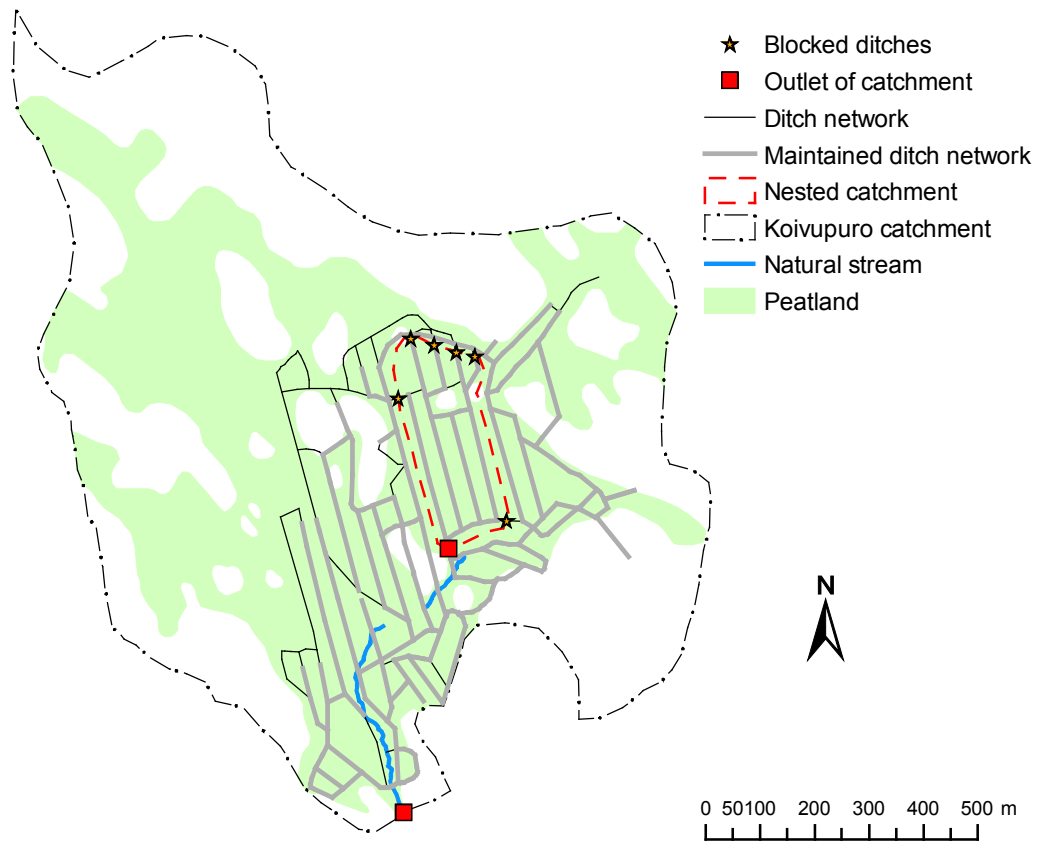 Blocked ditches
Outlet of catchment
Ditch network
Maintained ditch network
Nested catchment
Koivupuro catchment
Natural stream
Peatland
N
0 50100 200 300 400 500 m